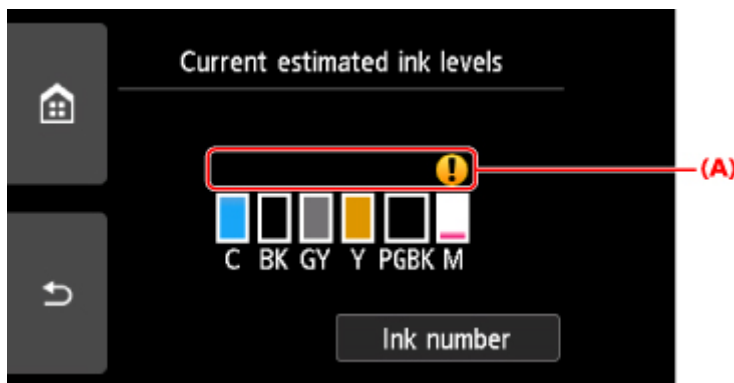 Current estimated ink levels
(A)
C BK GY Y PGBK M
Ink number